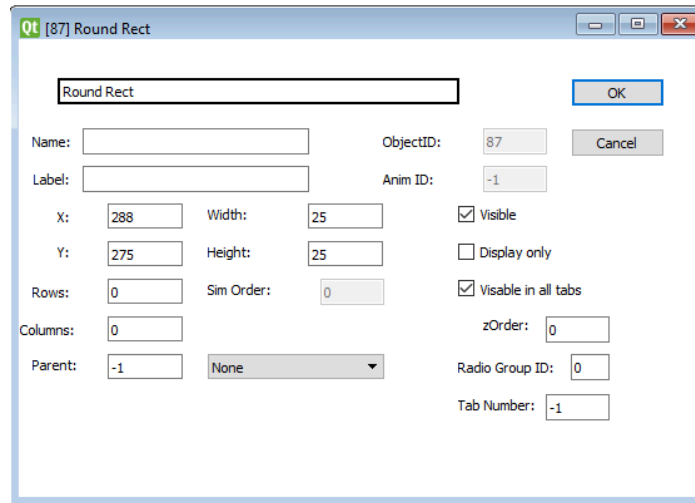 Qt [87] Round Rect
Round Rect
OK
Name: ObjectID: 87 Cancel
Label: Anim ID: -1
X: 288 Width: 25 Visible
Y: 275 Height: 25 Display only
Rows: 0 Sim Order: 0 Visable in all tabs
Columns: 0 zOrder: 0
Parent: -1 None Radio Group ID: 0
Tab Number: -1